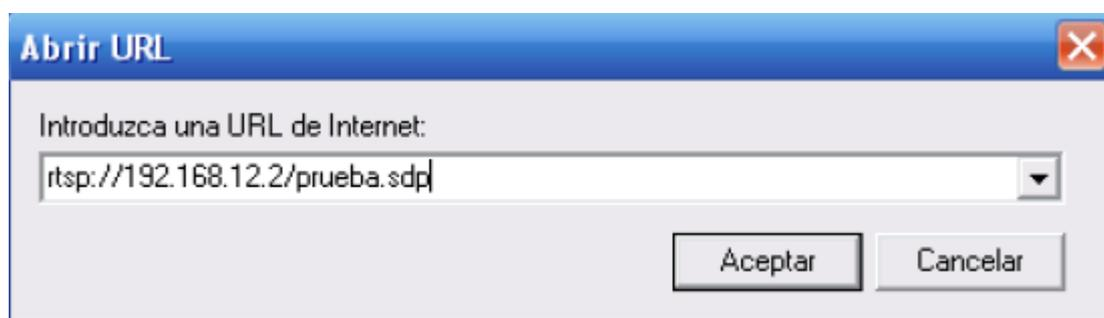 Abrir URL
Introduzca una URL de Internet:
rtsp://192.168.12.2/prueba.sdp
Aceptar Cancelar